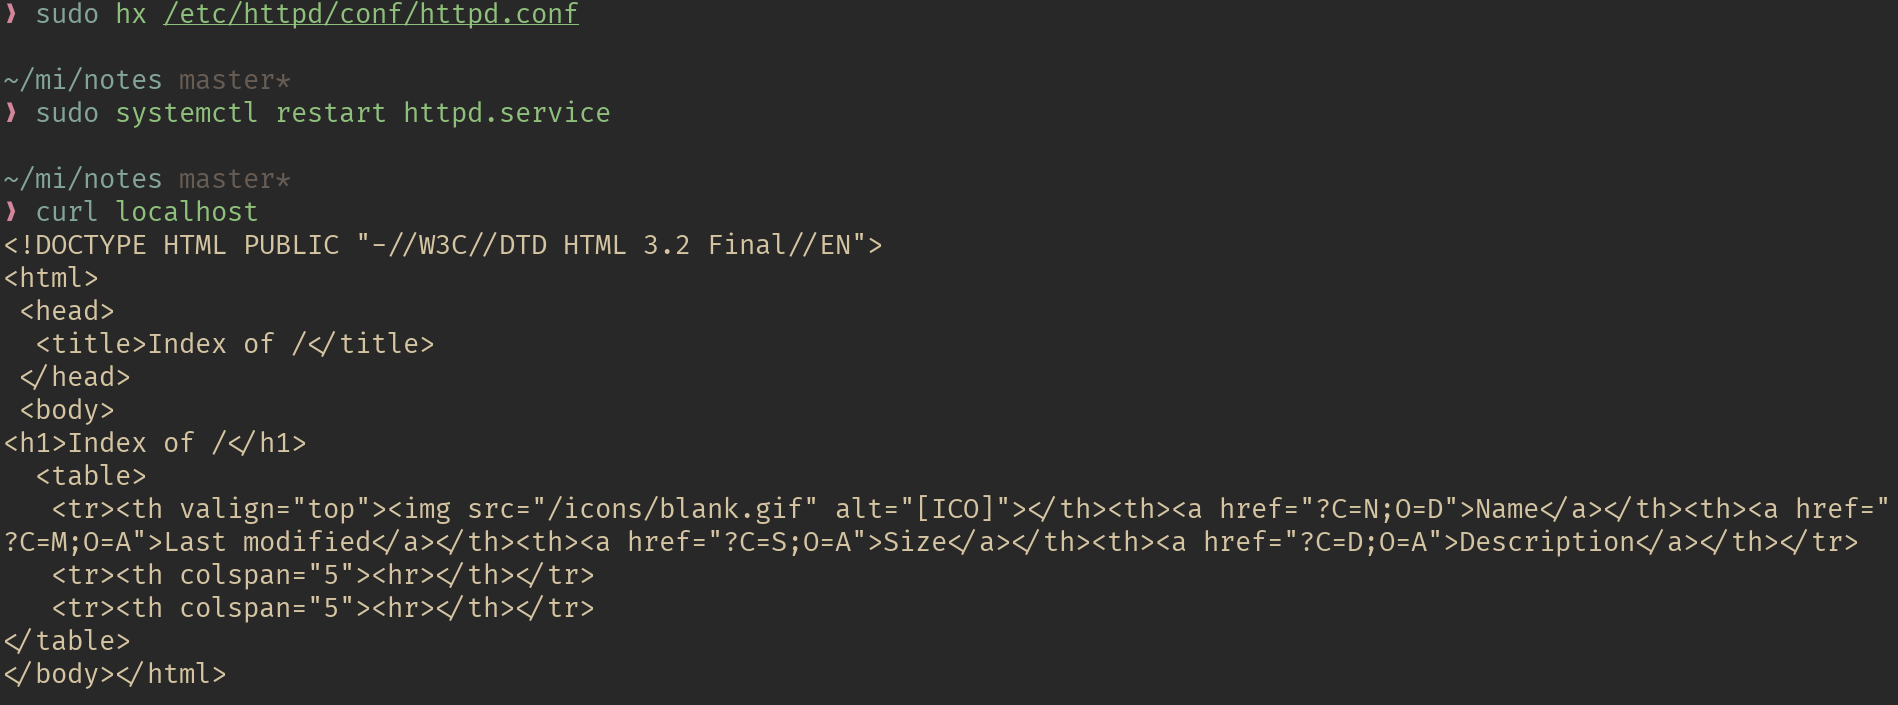 ❱ sudo hx /etc/httpd/conf/httpd.conf
~/mi/notes master*
❱ sudo systemctl restart httpd.service
~/mi/notes master*
❱ curl localhost
<!DOCTYPE HTML PUBLIC "-//W3C//DTD HTML 3.2 Final//EN">
<html>
 <head>
  <title>Index of /</title>
 </head>
 <body>
<h1>Index of /</h1>
  <table>
   <tr><th valign="top"><img src="/icons/blank.gif" alt="[ICO]"></th><th><a href="?C=N;O=D">Name</a></th><th><a href="
?C=M;O=A">Last modified</a></th><th><a href="?C=S;O=A">Size</a></th><th><a href="?C=D;O=A">Description</a></th></tr>
   <tr><th colspan="5"><hr></th></tr>
   <tr><th colspan="5"><hr></th></tr>
</table>
</body></html>